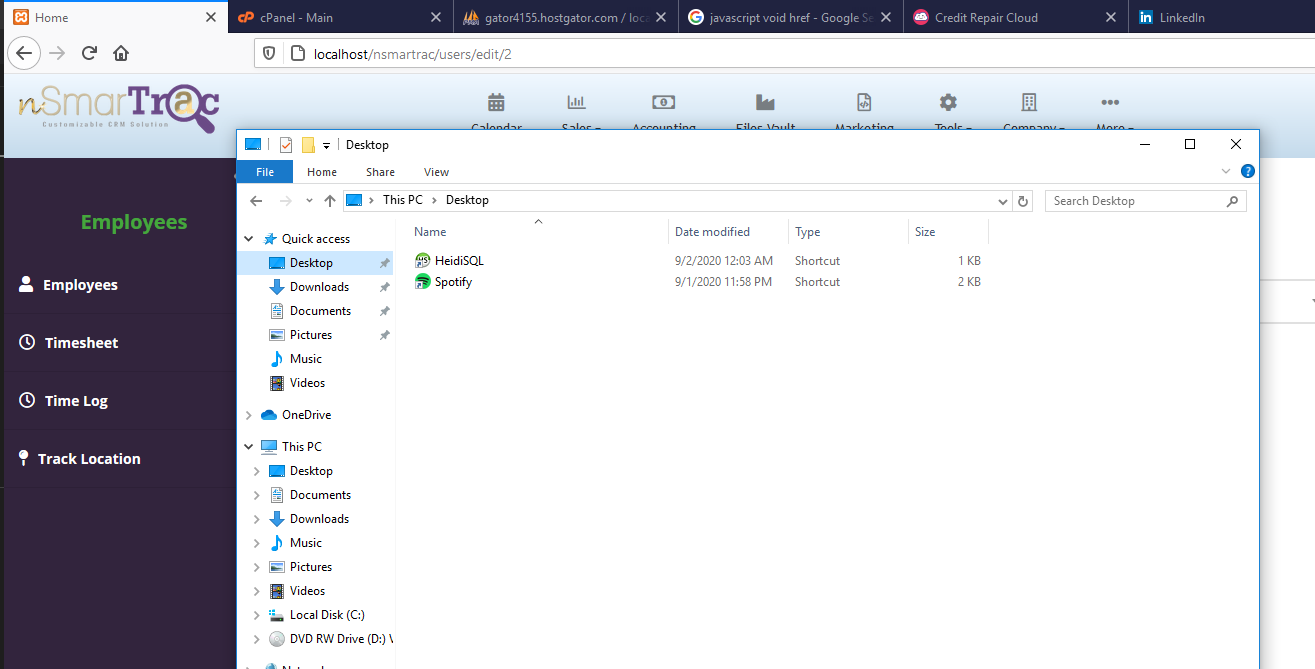 Home
cPanel - Main
gator4155.hostgator.com / loca
javascript void href - Google Se
Credit Repair Cloud
LinkedIn
localhost/nsmartrac/users/edit/2
nSmarTrac
Customizable CRM Solution
Calendar
Sales
Accounting
Files Vault
Marketing
Tools
Company
More
Desktop
File
Home
Share
View
This PC
Desktop
Search Desktop
Name
Date modified
Type
Size
HeidiSQL
9/2/2020 12:03 AM
Shortcut
1 KB
Spotify
9/1/2020 11:58 PM
Shortcut
2 KB
Quick access
Desktop
Downloads
Documents
Pictures
Music
Videos
OneDrive
This PC
Desktop
Documents
Downloads
Music
Pictures
Videos
Local Disk (C:)
DVD RW Drive (D:) V
Employees
Employees
Timesheet
Time Log
Track Location